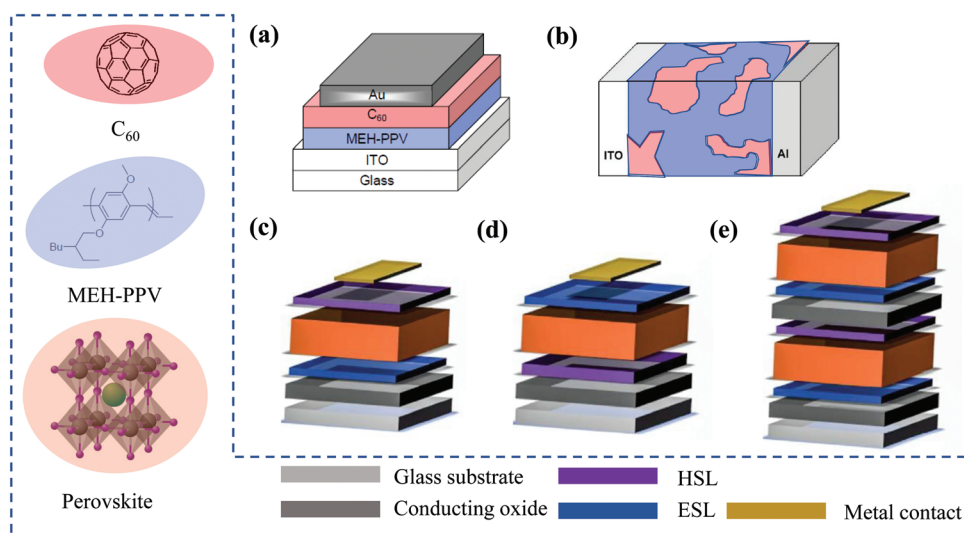 C₆₀
O
O
Bu
MEH-PPV
Perovskite
(a)
Au
C₆₀
MEH-PPV
ITO
Glass
(b)
ITO
Al
(c)
(d)
(e)
Glass substrate
Conducting oxide
HSL
ESL
Metal contact